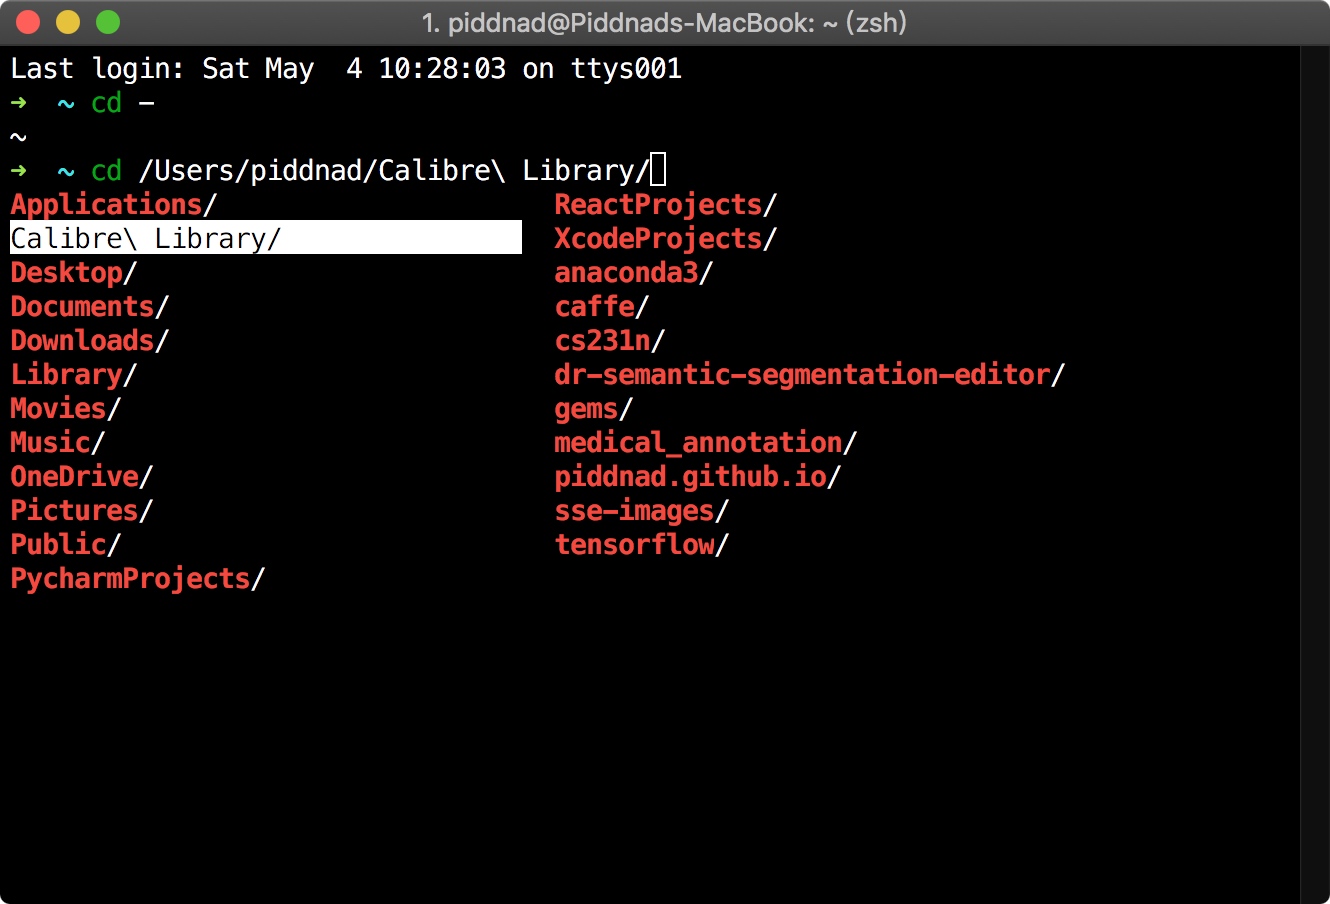 1. piddnad@Piddnads-MacBook: ~ (zsh)
Last login: Sat May  4 10:28:03 on ttys001
➜  ~ cd -
~
➜  ~ cd /Users/piddnad/Calibre\ Library/
Applications/ ReactProjects/
Calibre\ Library/ XcodeProjects/
Desktop/ anaconda3/
Documents/ caffe/
Downloads/ cs231n/
Library/ dr-semantic-segmentation-editor/
Movies/ gems/
Music/ medical_annotation/
OneDrive/ piddnad.github.io/
Pictures/ sse-images/
Public/ tensorflow/
PycharmProjects/